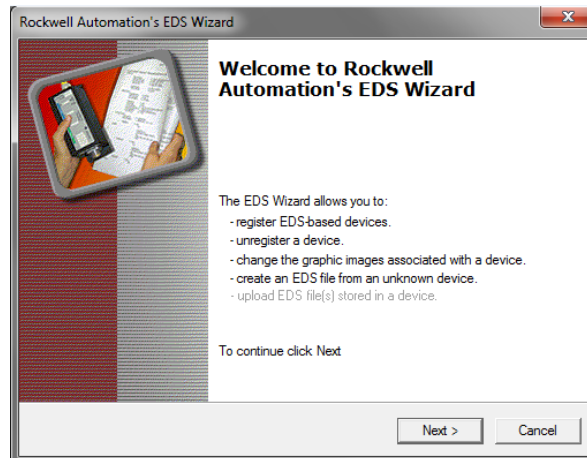 Rockwell Automation's EDS Wizard
Welcome to Rockwell
Automation's EDS Wizard
The EDS Wizard allows you to:
- register EDS-based devices.
- unregister a device.
- change the graphic images associated with a device.
- create an EDS file from an unknown device.
- upload EDS file(s) stored in a device.
To continue click Next
Next >
Cancel